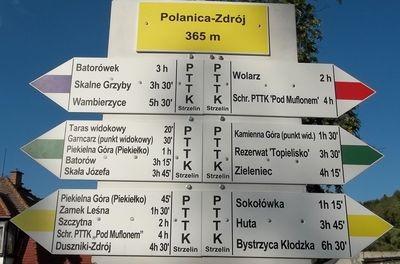 Polanica-Zdrój
365 m
Batorówek 3 h
Skalne Grzyby 3h 30'
Wambierzyce 5h 30'
PTTK
Strzelin
PTTK
Strzelin
Wolarz 2 h
Schr. PTTK "Pod Muflonem" 4 h
Taras widokowy 20'
Garncarz (punkt widokowy) 30'
Piekielna Góra (Piekiełko) 1 h
Batorów 3h 15'
Skała Józefa 3h 45'
PTTK
Strzelin
PTTK
Strzelin
Kamienna Góra (punkt wid.) 1h 30'
Rezerwat 'Topielisko" 3h 30'
Zieleniec 4h 15'
Piekielna Góra (Piekiełko) 45'
Zamek Leśna 1h 30'
Szczytna 2 h
Schr. PTTK „Pod Muflonem" 4 h
Duszniki-Zdrój 4h 30'
PTTK
Strzelin
PTTK
Strzelin
Sokołówka 1h 15'
Huta 3h 45'
Bystrzyca Kłodzka 6h 30'